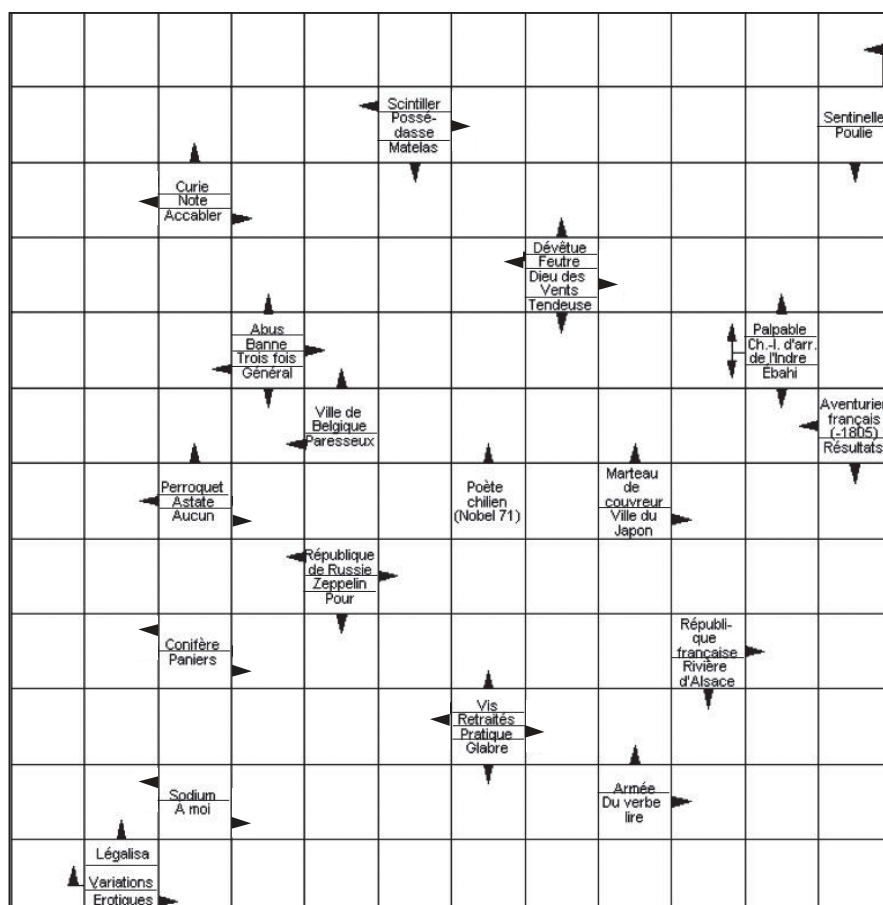 Scintiller
Possé-
dasse
Matelas
Sentinelle
Poulie
Curie
Note
Accabler
Dévêtue
Feutre
Dieu des
Vents
Tendeuse
Abus
Banne
Trois fois
Général
Palpable
Ch.-l. d'arr.
de l'Indre
Ebahi
Ville de
Belgique
Paresseux
Aventurier
français
(-1805)
Résultats
Perroquet
Astate
Aucun
Poète
chilien
(Nobel 71)
Marteau
de
couvreur
Ville du
Japon
République
de Russie
Zeppelin
Pour
Conifère
Paniers
Républi-
que
française
Rivière
d'Alsace
Vis
Retraités
Pratique
Glabre
Sodium
A moi
Armée
Du verbe
lire
Légalisa
Variations
Erotiques